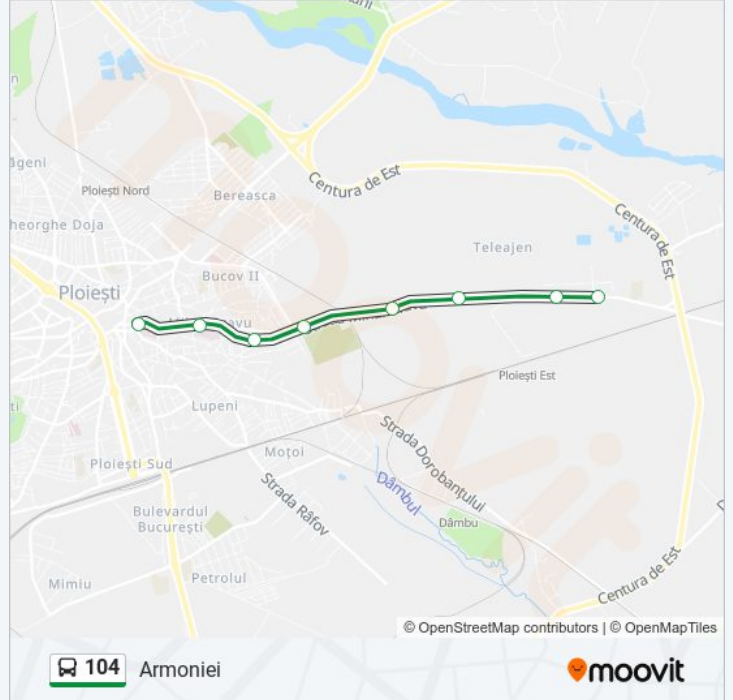 Ploiești Nord
Bereasca
Centura de Est
gheorghe Doja
Centura de Est
Teleajen
Bucov II
Ploiești
Ploiești Est
Lupeni
Strada Dorobanțului
Moțoi
Ploiești Sud
Strada Râfov
Dâmbul
Bulevardul
București
Dâmbu
Mimiu
Petrolul
Centura de Est
© OpenStreetMap contributors | © OpenMapTiles
104 Armoniei
moovit